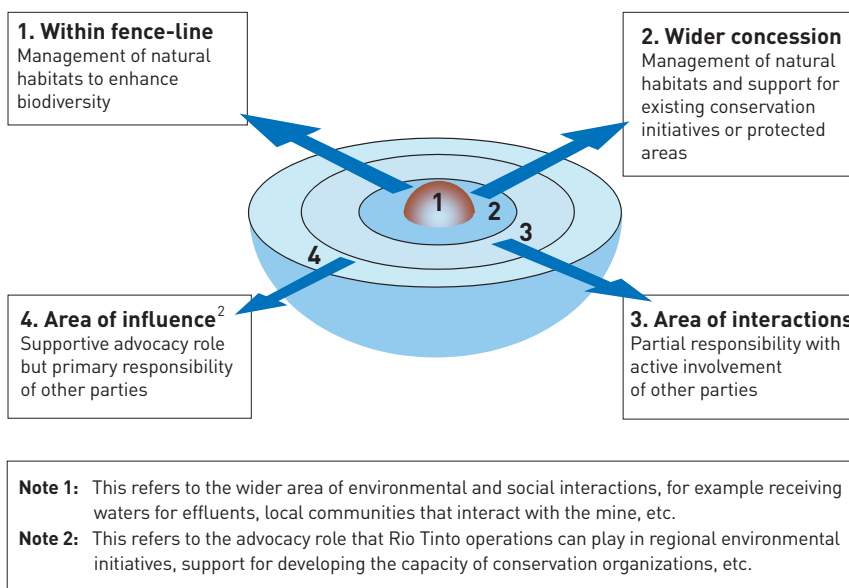 1. Within fence-line
Management of natural
habitats to enhance
biodiversity
2. Wider concession
Management of natural
habitats and support for
existing conservation
initiatives or protected
areas
1
2
3
4
4. Area of influence2
Supportive advocacy role
but primary responsibility
of other parties
3. Area of interactions
Partial responsibility with
active involvement
of other parties
Note 1: This refers to the wider area of environmental and social interactions, for example receiving
waters for effluents, local communities that interact with the mine, etc.
Note 2: This refers to the advocacy role that Rio Tinto operations can play in regional environmental
initiatives, support for developing the capacity of conservation organizations, etc.